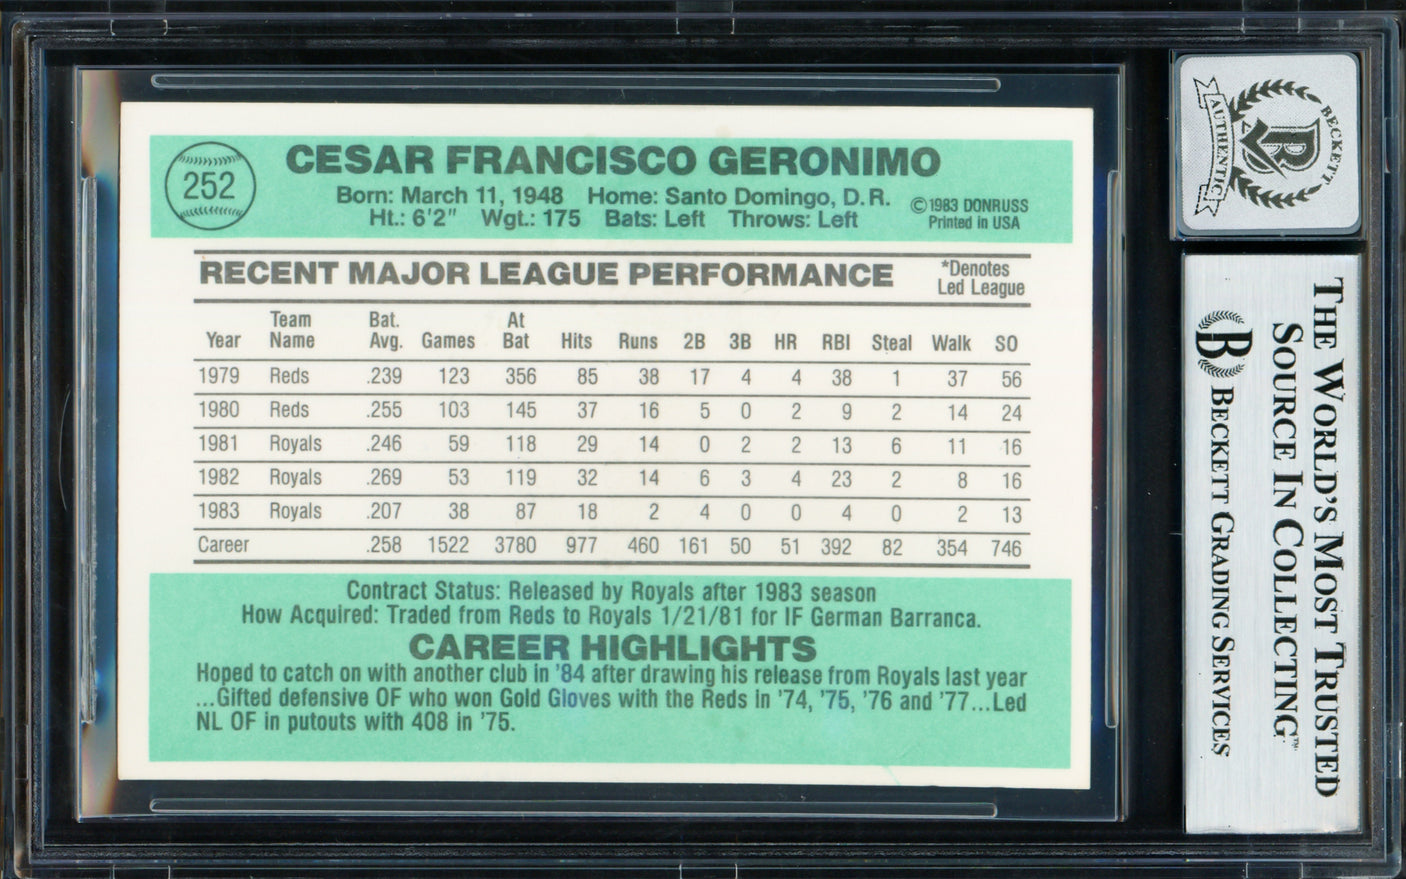 252
CESAR FRANCISCO GERONIMO
Born: March 11, 1948 Home: Santo Domingo, D.R.
Ht.: 6'2" Wgt.: 175 Bats: Left Throws: Left
©1983 DONRUSS
Printed in USA
RECENT MAJOR LEAGUE PERFORMANCE
*Denotes
Led League
Year Team Name Bat. Avg. Games At Bat Hits Runs 2B 3B HR RBI Steal Walk SO
1979 Reds .239 123 356 85 38 17 4 4 38 1 37 56
1980 Reds .255 103 145 37 16 5 0 2 9 2 14 24
1981 Royals .246 59 118 29 14 0 2 2 13 6 11 16
1982 Royals .269 53 119 32 14 6 3 4 23 2 8 16
1983 Royals .207 38 87 18 2 4 0 0 4 0 2 13
Career .258 1522 3780 977 460 161 50 51 392 82 354 746
Contract Status: Released by Royals after 1983 season
How Acquired: Traded from Reds to Royals 1/21/81 for IF German Barranca.
CAREER HIGHLIGHTS
Hoped to catch on with another club in '84 after drawing his release from Royals last year
...Gifted defensive OF who won Gold Gloves with the Reds in '74, '75, '76 and '77...Led
NL OF in putouts with 408 in '75.
BECKETT
AUTHENTIC
THE WORLD'S MOST TRUSTED
SOURCE IN COLLECTING™
B BECKETT GRADING SERVICES